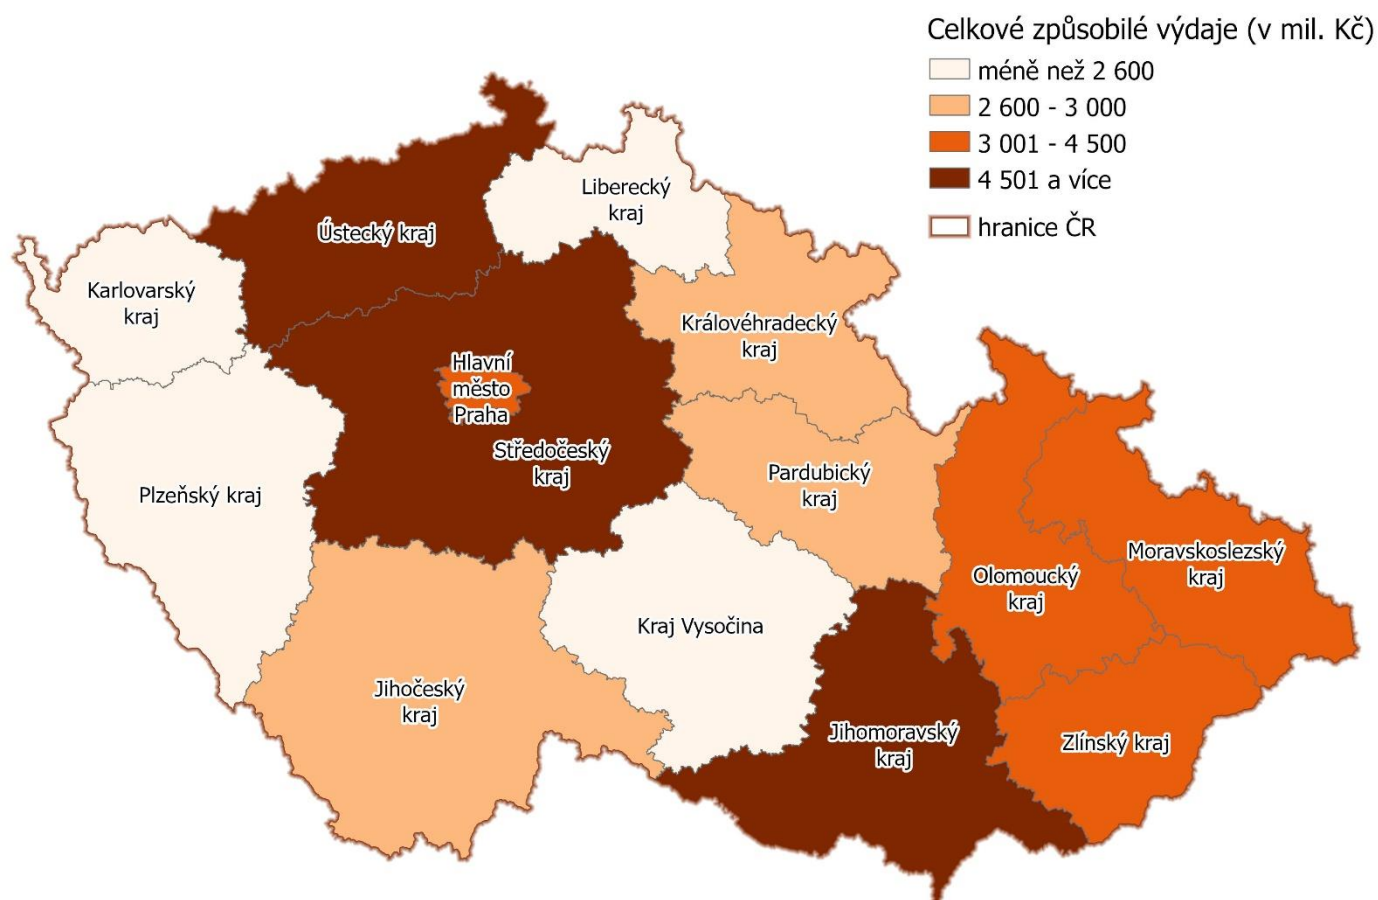 Celkové způsobilé výdaje (v mil. Kč)
méně než 2 600
2 600 - 3 000
3 001 - 4 500
4 501 a více
hranice ČR
Liberecký
kraj
Ústecký kraj
Karlovarský
kraj
Královéhradecký
kraj
Hlavní
město
Praha
Středočeský
kraj
Pardubický
kraj
Plzeňský kraj
Moravskoslezský
kraj
Olomoucký
kraj
Kraj Vysočina
Jihočeský
kraj
Jihomoravský
kraj
Zlínský kraj